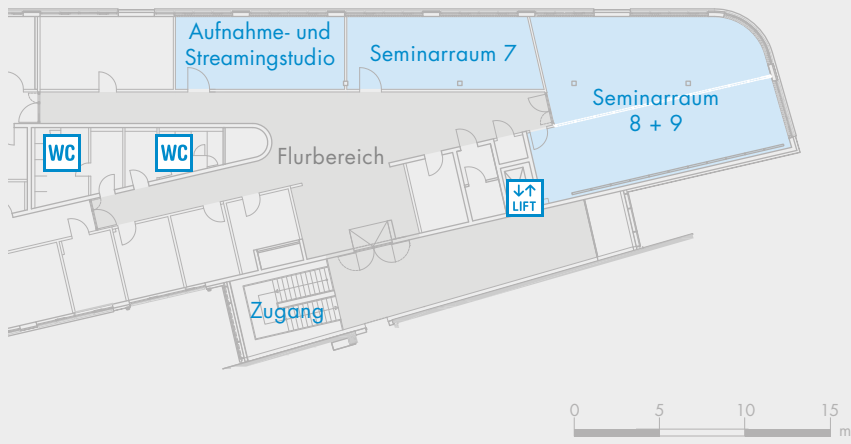 Aufnahme- und
Streamingstudio
Seminarraum 7
Seminarraum
8 + 9
WC
WC
Flurbereich
LIFT
Zugang
0 5 10 15
m